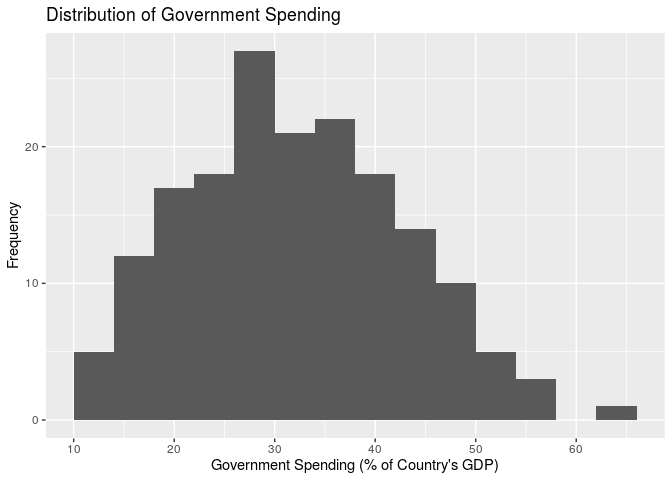 Distribution of Government Spending
Frequency
20
10
0
10 20 30 40 50 60
Government Spending (% of Country's GDP)